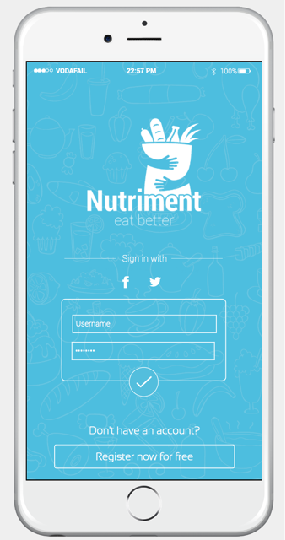 VODAFAIL 22:57 PM 100%
Nutriment
eat better
Sign in with
Username
Don't have an account?
Register now for free